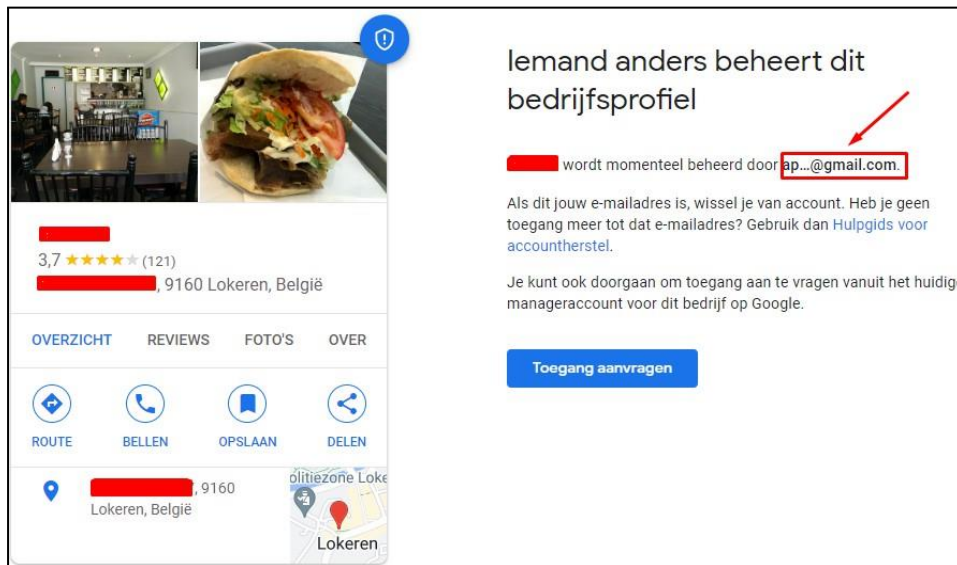 3,7 (121)
, 9160 Lokeren, België
OVERZICHT REVIEWS FOTO'S OVER
ROUTE BELLEN OPSLAAN DELEN
, 9160
Lokeren, België
olitiezone Loke
Lokeren
Iemand anders beheert dit
bedrijfsprofiel
wordt momenteel beheerd door ap...@gmail.com.
Als dit jouw e-mailadres is, wissel je van account. Heb je geen
toegang meer tot dat e-mailadres? Gebruik dan Hulpgids voor
accountherstel.
Je kunt ook doorgaan om toegang aan te vragen vanuit het huidig
manageraccount voor dit bedrijf op Google.
Toegang aanvragen